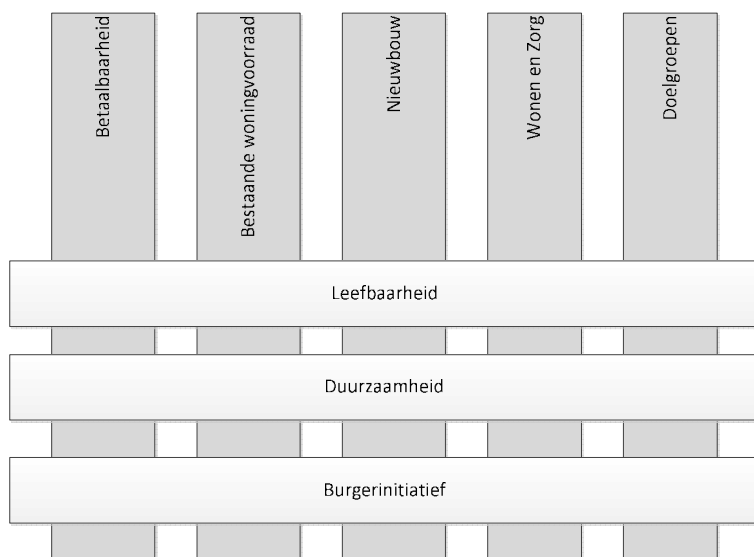 Betaalbaarheid
Bestaande woningvoorraad
Nieuwbouw
Wonen en Zorg
Doelgroepen
Leefbaarheid
Duurzaamheid
Burgerinitiatief